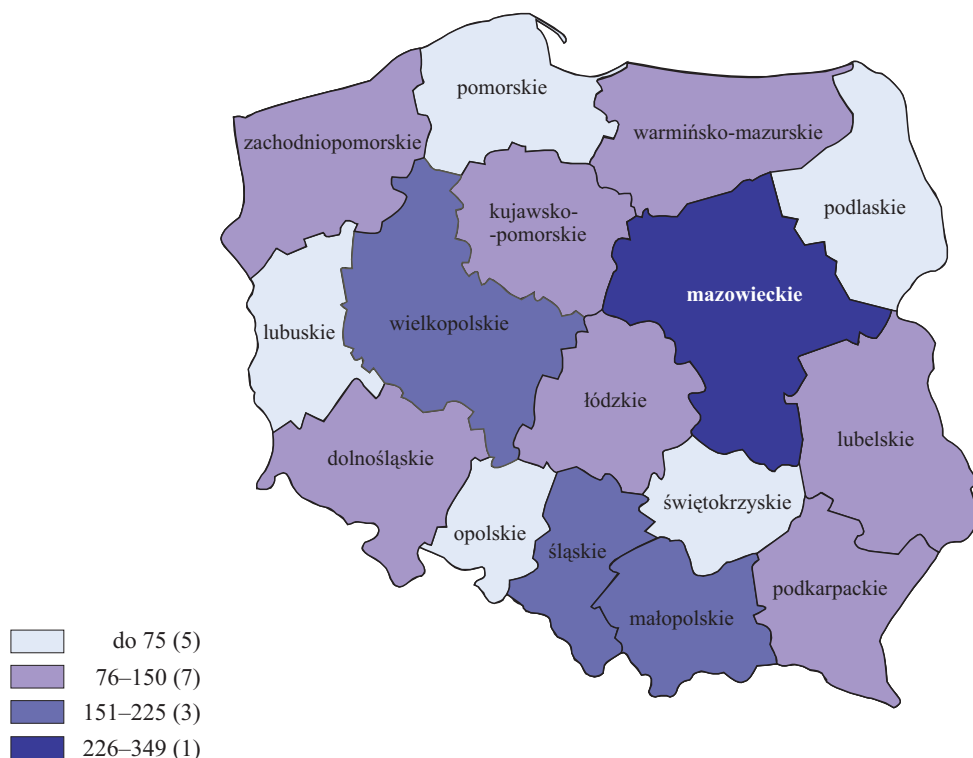 pomorskie
warmińsko-mazurskie
zachodniopomorskie
podlaskie
kujawsko-
-pomorskie
mazowieckie
wielkopolskie
lubuskie
łódzkie
lubelskie
dolnośląskie
świętokrzyskie
opolskie
śląskie
podkarpackie
małopolskie
do 75 (5)
76–150 (7)
151–225 (3)
226–349 (1)